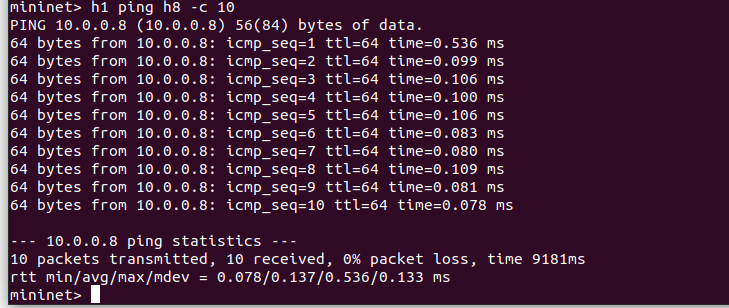 mininet> h1 ping h8 -c 10
PING 10.0.0.8 (10.0.0.8) 56(84) bytes of data.
64 bytes from 10.0.0.8: icmp_seq=1 ttl=64 time=0.536 ms
64 bytes from 10.0.0.8: icmp_seq=2 ttl=64 time=0.099 ms
64 bytes from 10.0.0.8: icmp_seq=3 ttl=64 time=0.106 ms
64 bytes from 10.0.0.8: icmp_seq=4 ttl=64 time=0.100 ms
64 bytes from 10.0.0.8: icmp_seq=5 ttl=64 time=0.106 ms
64 bytes from 10.0.0.8: icmp_seq=6 ttl=64 time=0.083 ms
64 bytes from 10.0.0.8: icmp_seq=7 ttl=64 time=0.080 ms
64 bytes from 10.0.0.8: icmp_seq=8 ttl=64 time=0.109 ms
64 bytes from 10.0.0.8: icmp_seq=9 ttl=64 time=0.081 ms
64 bytes from 10.0.0.8: icmp_seq=10 ttl=64 time=0.078 ms
--- 10.0.0.8 ping statistics ---
10 packets transmitted, 10 received, 0% packet loss, time 9181ms
rtt min/avg/max/mdev = 0.078/0.137/0.536/0.133 ms
mininet>